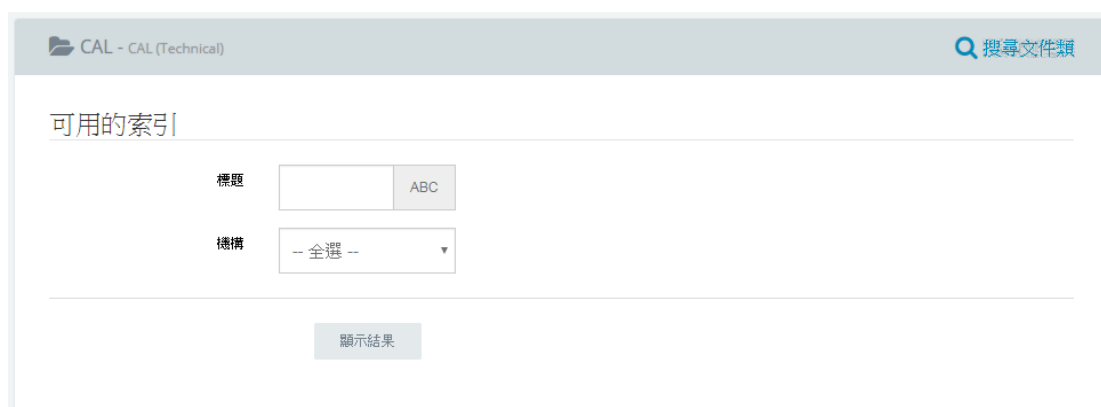 CAL - CAL (Technical)
搜尋文件類
可用的索引
標題
ABC
機構
-- 全選 --
顯示結果